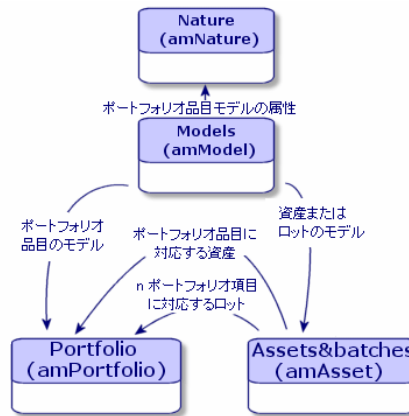 Nature
(amNature)
ポートフォリオ品目モデルの属性
Models
(amModel)
ポートフォリオ
品目のモデル
ポートフォリオ品目に
対応する資産
資産または
ロットのモデル
n ポートフォリオ項目
に対応するロット
Portfolio
(amPortfolio)
Assets&batches
(amAsset)